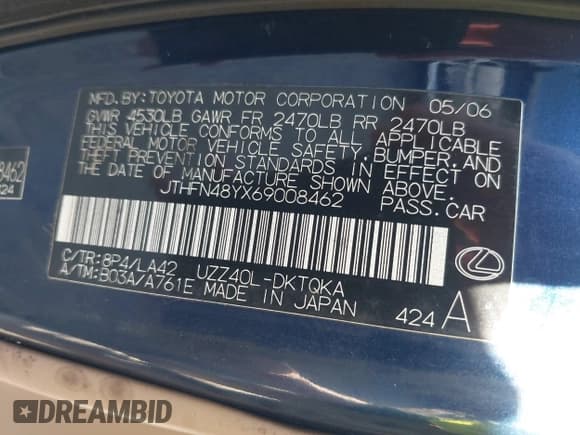 MFD. BY: TOYOTA MOTOR CORPORATION 05/06
GVWR 4530LB GAWR FR 2470LB RR 2470LB
THIS VEHICLE CONFORMS TO ALL APPLICABLE
FEDERAL MOTOR VEHICLE SAFETY, BUMPER, AND
THEFT PREVENTION STANDARDS IN EFFECT ON
THE DATE OF MANUFACTURE SHOWN ABOVE.
JTHFN48YX69008462 PASS. CAR
8462
424
C/TR: 8P4/LA42 UZZ40L-DKTQKA
A/TM: B03A/A761E MADE IN JAPAN
424 A
DREAMBID